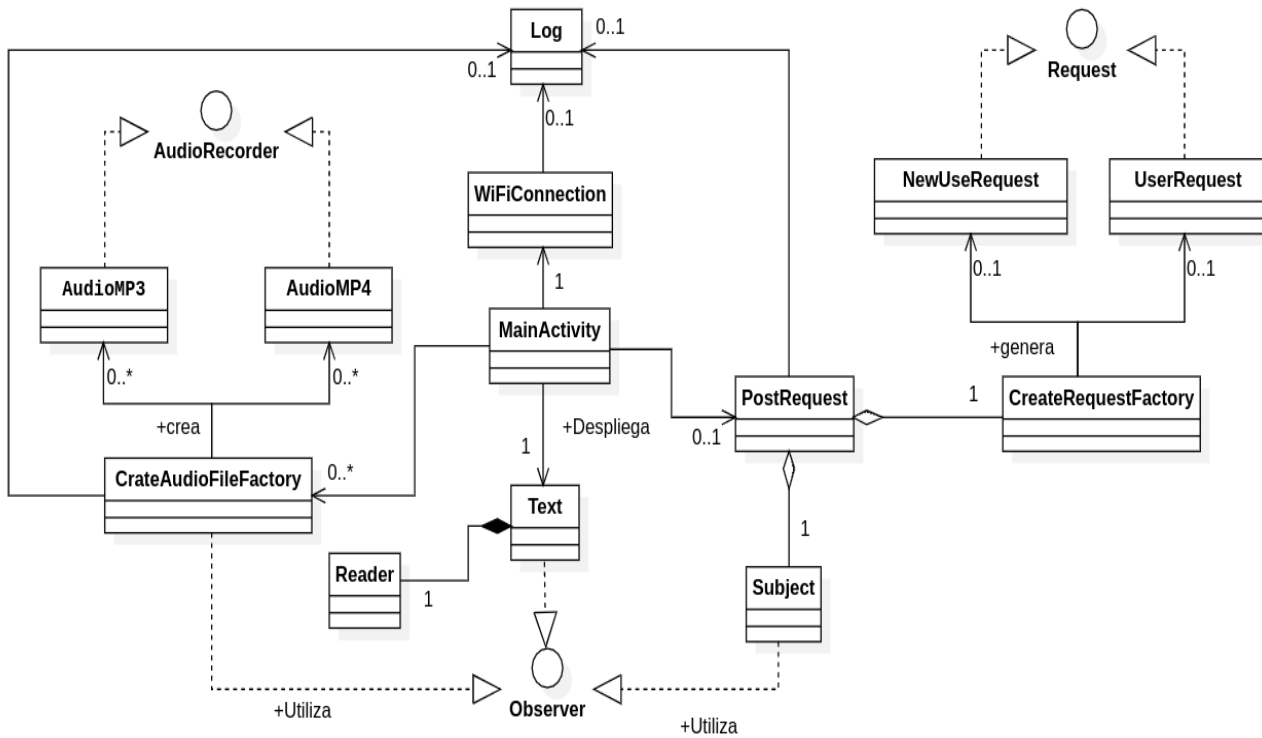 Log
0..1
0..1
Request
AudioRecorder
0..1
NewUseRequest
UserRequest
WiFiConnection
0..1
0..1
AudioMP3
AudioMP4
1
MainActivity
+genera
0..*
0..*
PostRequest
1
CreateRequestFactory
+crea
+Despliega
0..1
1
CrateAudioFileFactory
0..*
Text
1
Reader
1
Subject
Observer
+Utiliza
+Utiliza